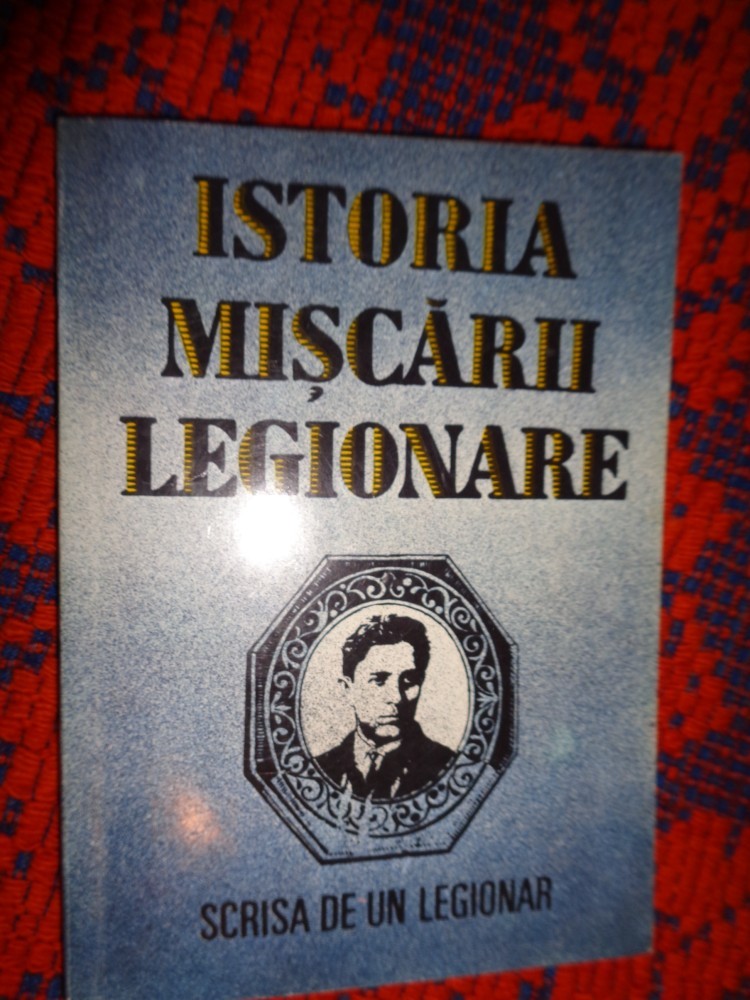 ISTORIA
MIȘCĂRII
LEGIONARE
SCRISA DE UN LEGIONAR